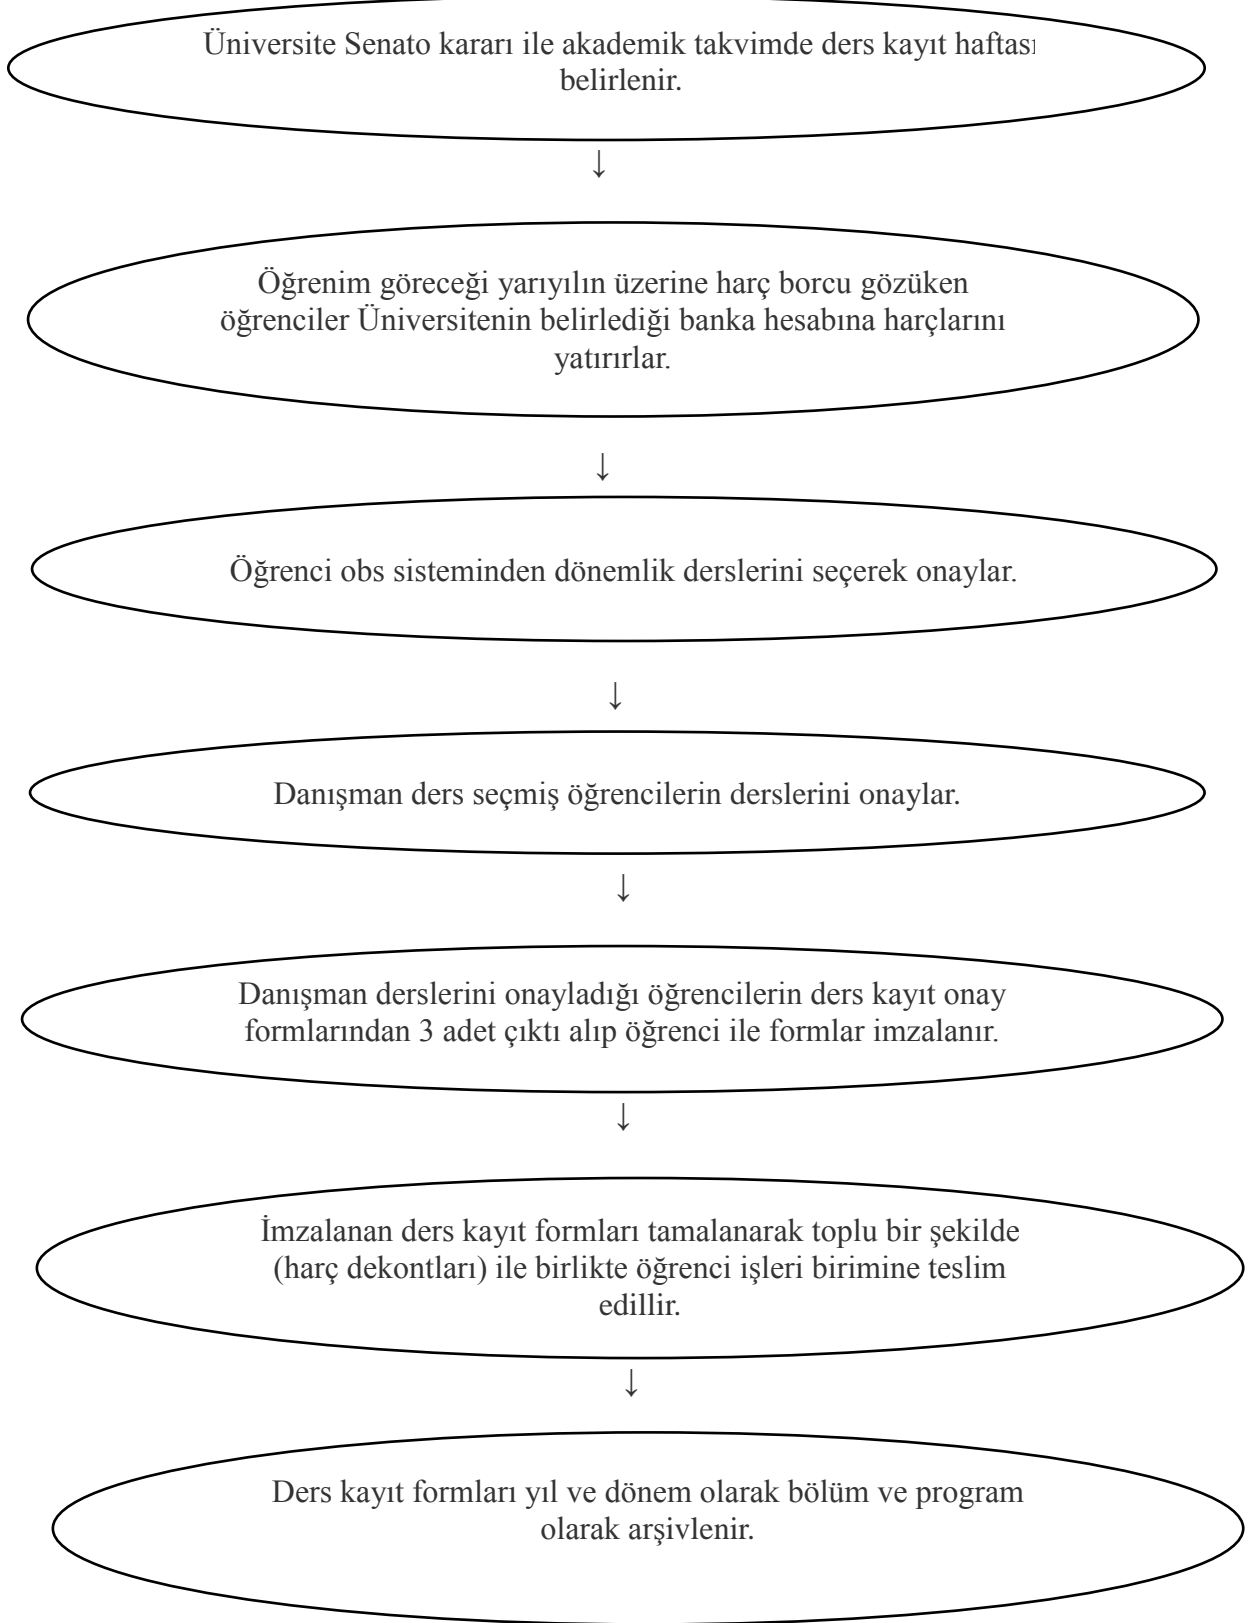 Üniversite Senato kararı ile akademik takvimde ders kayıt haftası
belirlenir.
↓
Öğrenim göreceği yarıyılın üzerine harç borcu gözüken
öğrenciler Üniversitenin belirlediği banka hesabına harçlarını
yatırırlar.
↓
Öğrenci obs sisteminden dönemlik derslerini seçerek onaylar.
↓
Danışman ders seçmiş öğrencilerin derslerini onaylar.
↓
Danışman derslerini onayladığı öğrencilerin ders kayıt onay
formlarından 3 adet çıktı alıp öğrenci ile formlar imzalanır.
↓
İmzalanan ders kayıt formları tamalanarak toplu bir şekilde
(harç dekontları) ile birlikte öğrenci işleri birimine teslim
edillir.
↓
Ders kayıt formları yıl ve dönem olarak bölüm ve program
olarak arşivlenir.